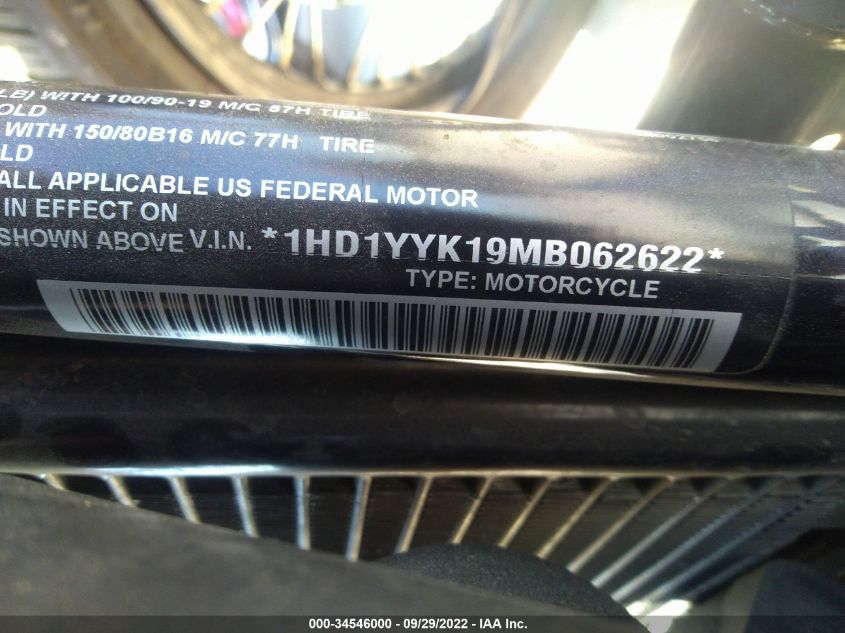 LB) WITH 100/90-19 M/C 57H TIRE
OLD
WITH 150/80B16 M/C 77H TIRE
LD
ALL APPLICABLE US FEDERAL MOTOR
IN EFFECT ON
SHOWN ABOVE V.I.N. *1HD1YYK19MB062622*
TYPE: MOTORCYCLE
000-34546000 - 09/29/2022 - IAA Inc.